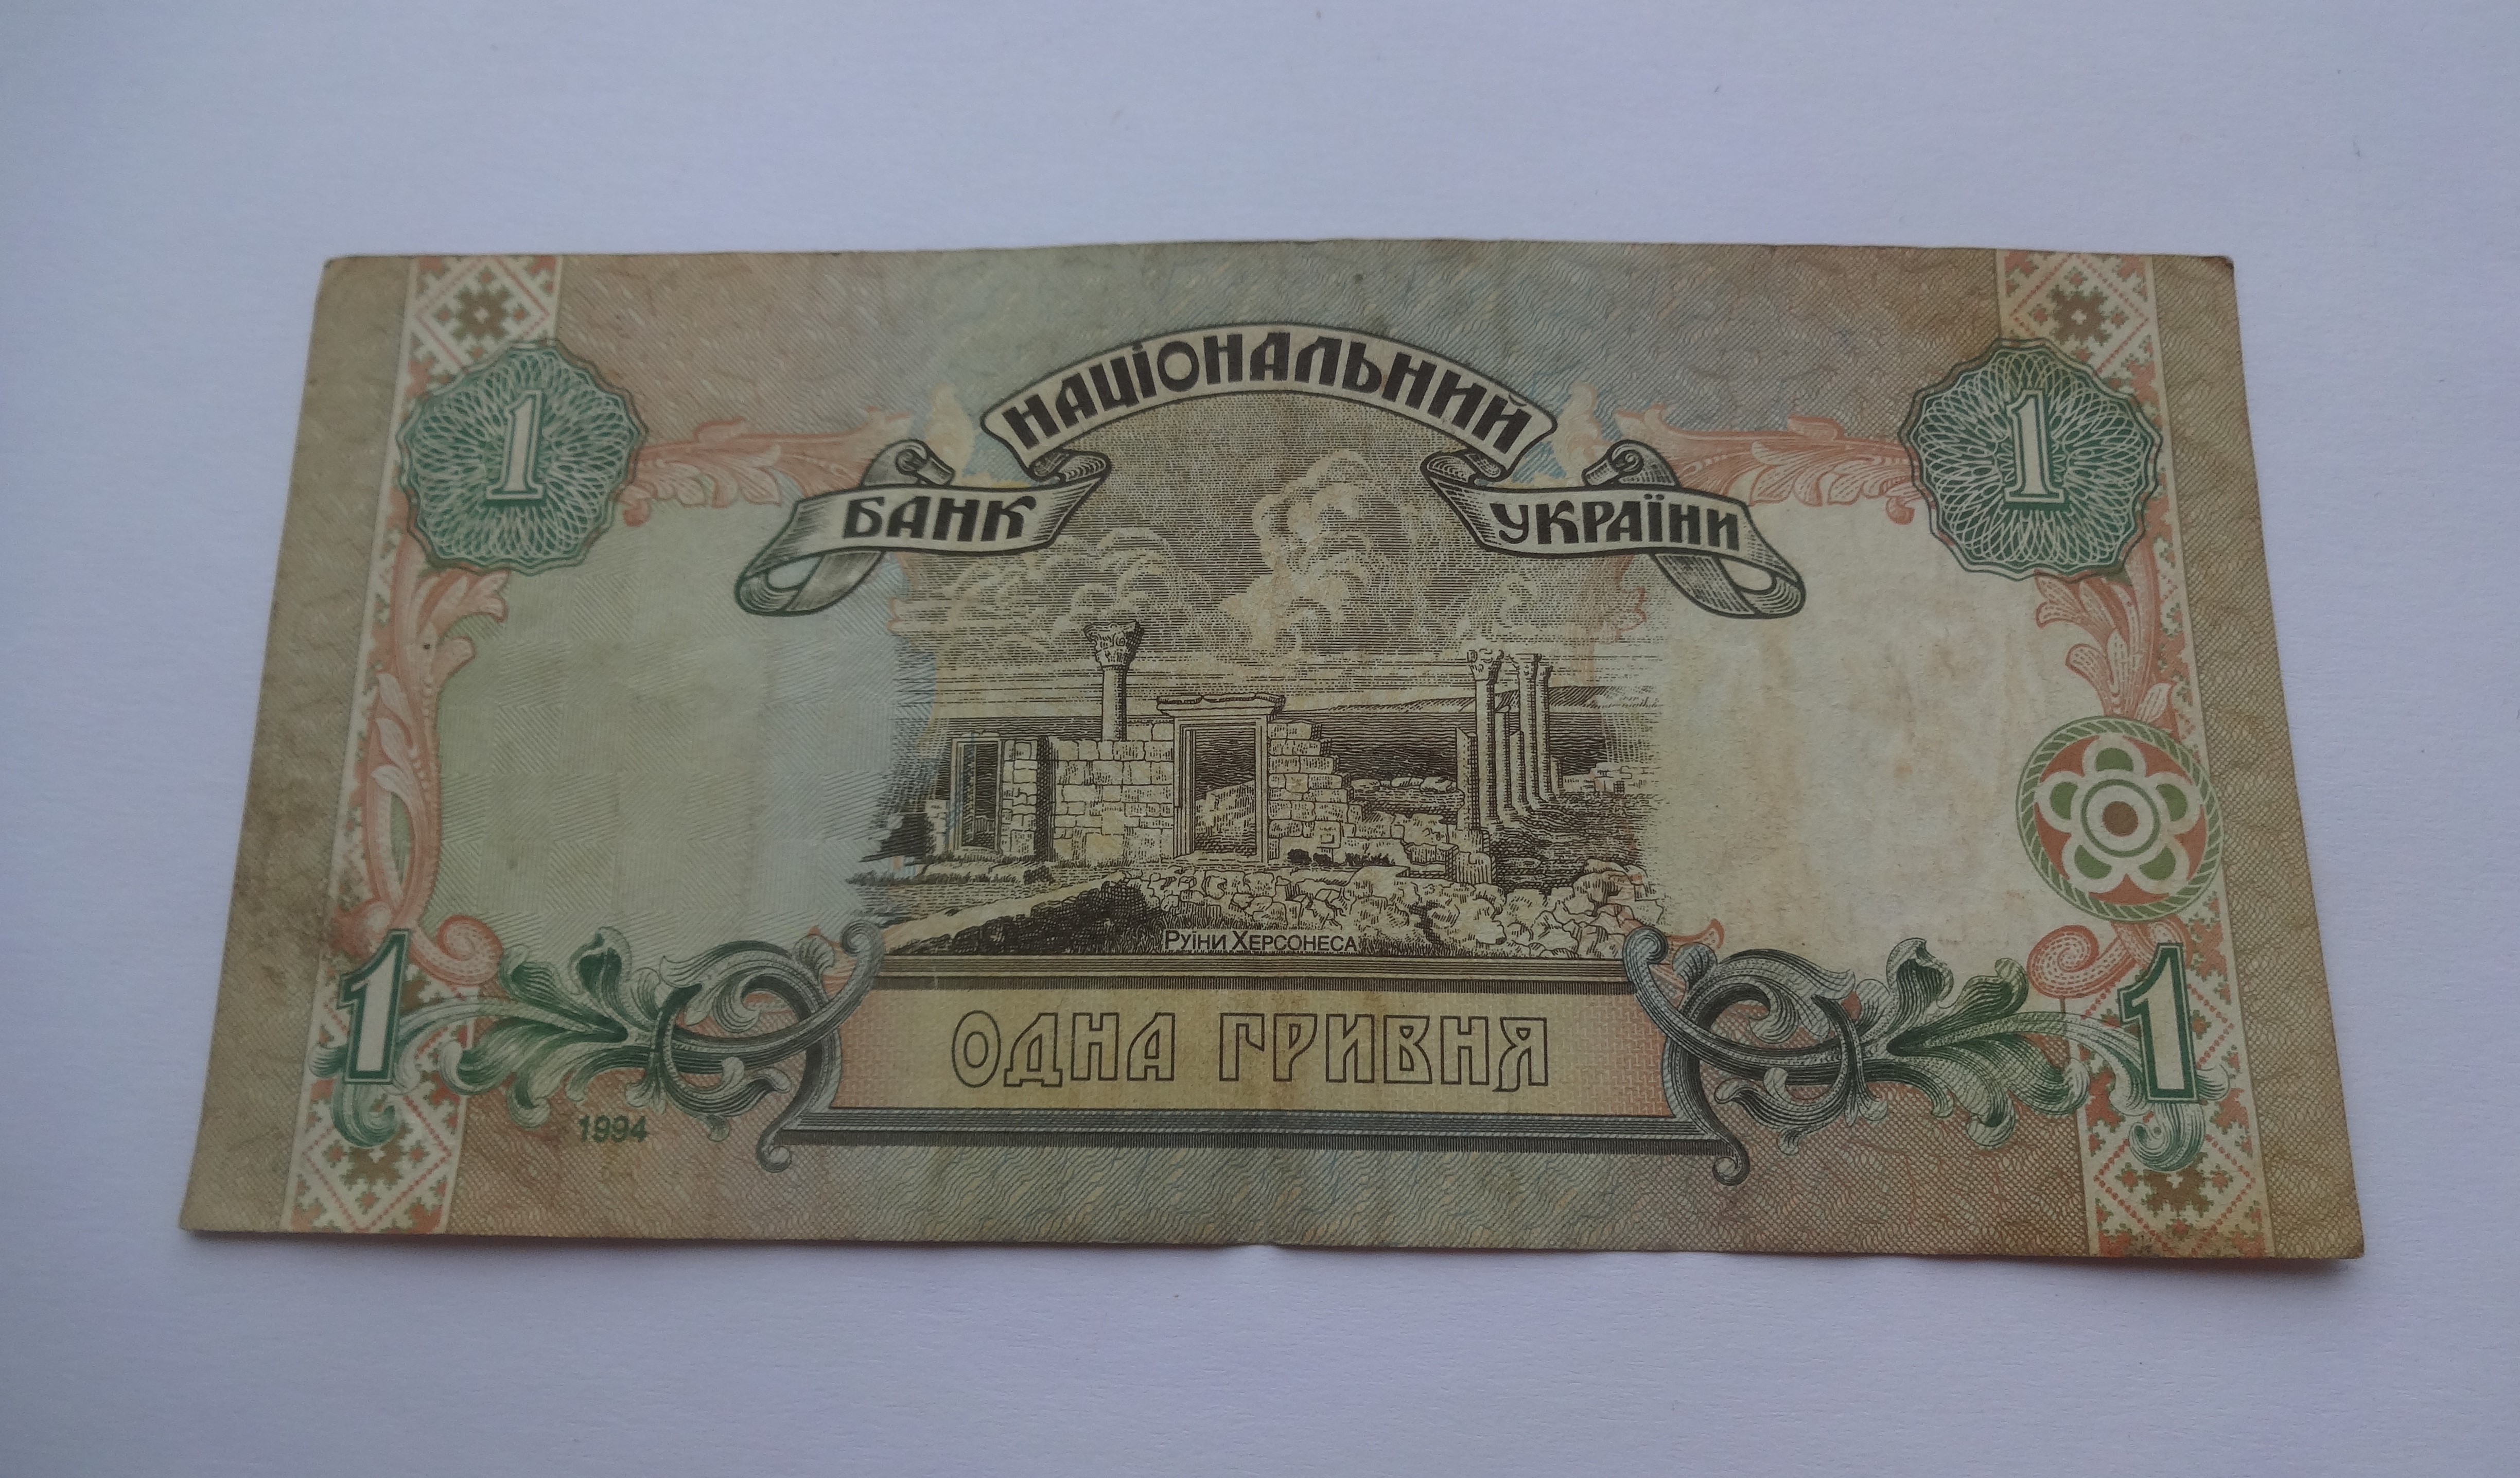 НАЦІОНАЛЬНИЙ
БАНК УКРАЇНИ
1 1
РУЇНИ ХЕРСОНЕСА
ОДНА ГРИВНЯ
1 1
1994